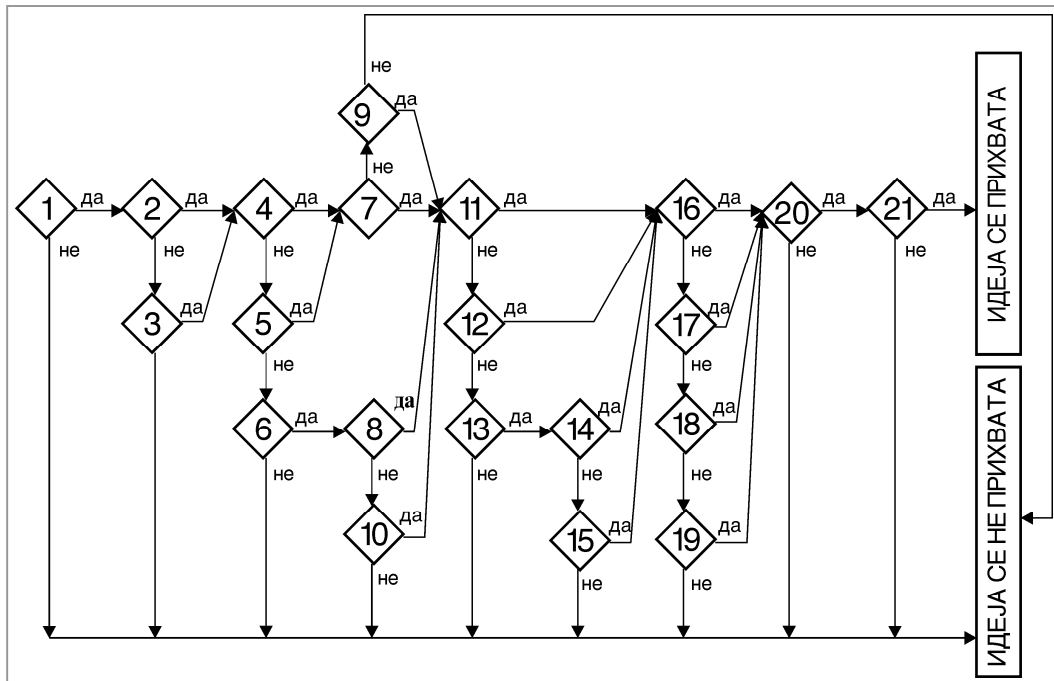 не
9
да
не
1
да
2
да
4
да
7
да
11
да
16
да
20
да
21
да
не
не
не
не
не
не
не
3
да
5
да
12
да
17
да
не
не
не
6
да
8
да
13
да
14
да
18
да
не
не
не
не
не
10
да
15
да
19
да
не
не
не
ИДЕЈА СЕ ПРИХВАТА
ИДЕЈА СЕ НЕ ПРИХВАТА